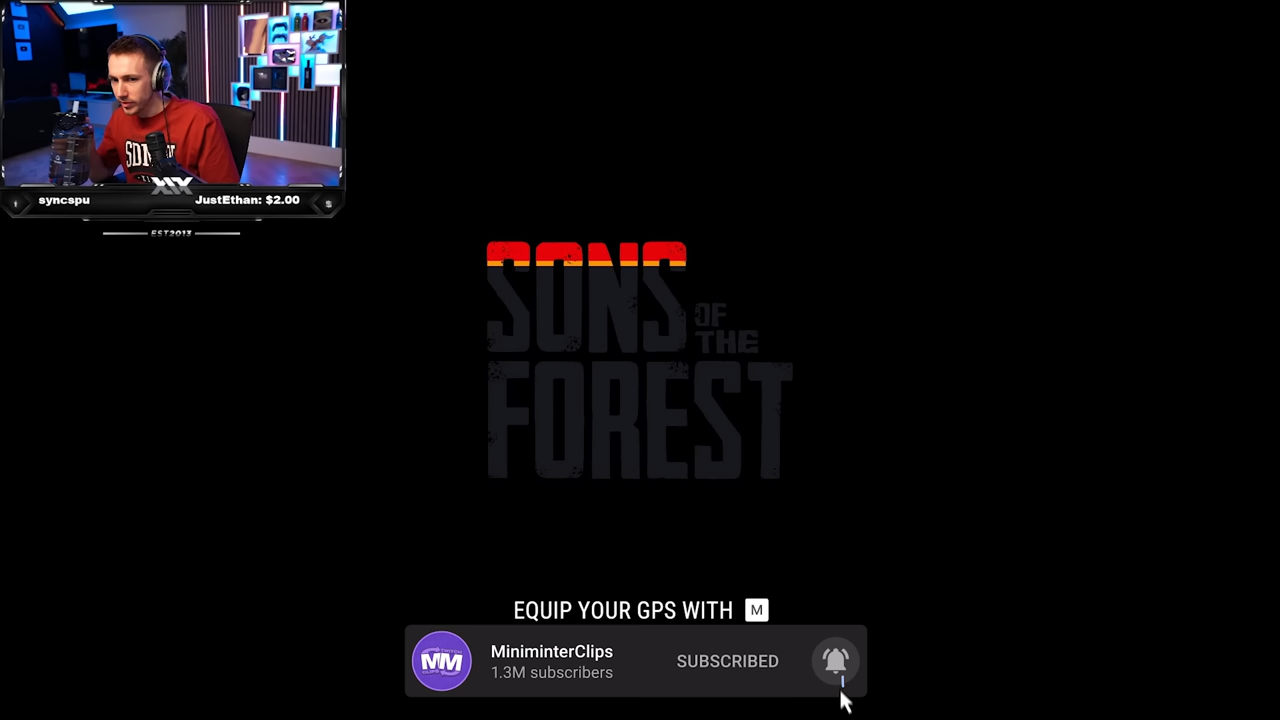 syncspu
JustEthan: $2.00
XIX
EST2013
SONS
OF
THE
FOREST
EQUIP YOUR GPS WITH M
MM
MiniminterClips
1.3M subscribers
SUBSCRIBED